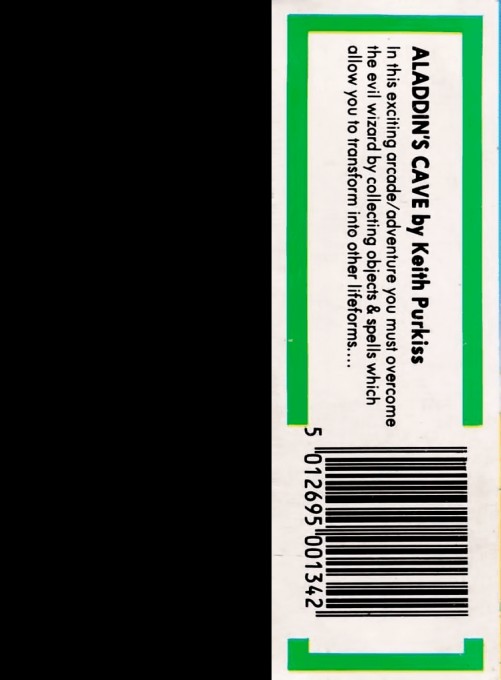 ALADDIN'S CAVE by Keith Purkiss
In this exciting arcade/adventure you must overcome
the evil wizard by collecting objects & spells which
allow you to transform into other lifeforms....
5 012695 001342